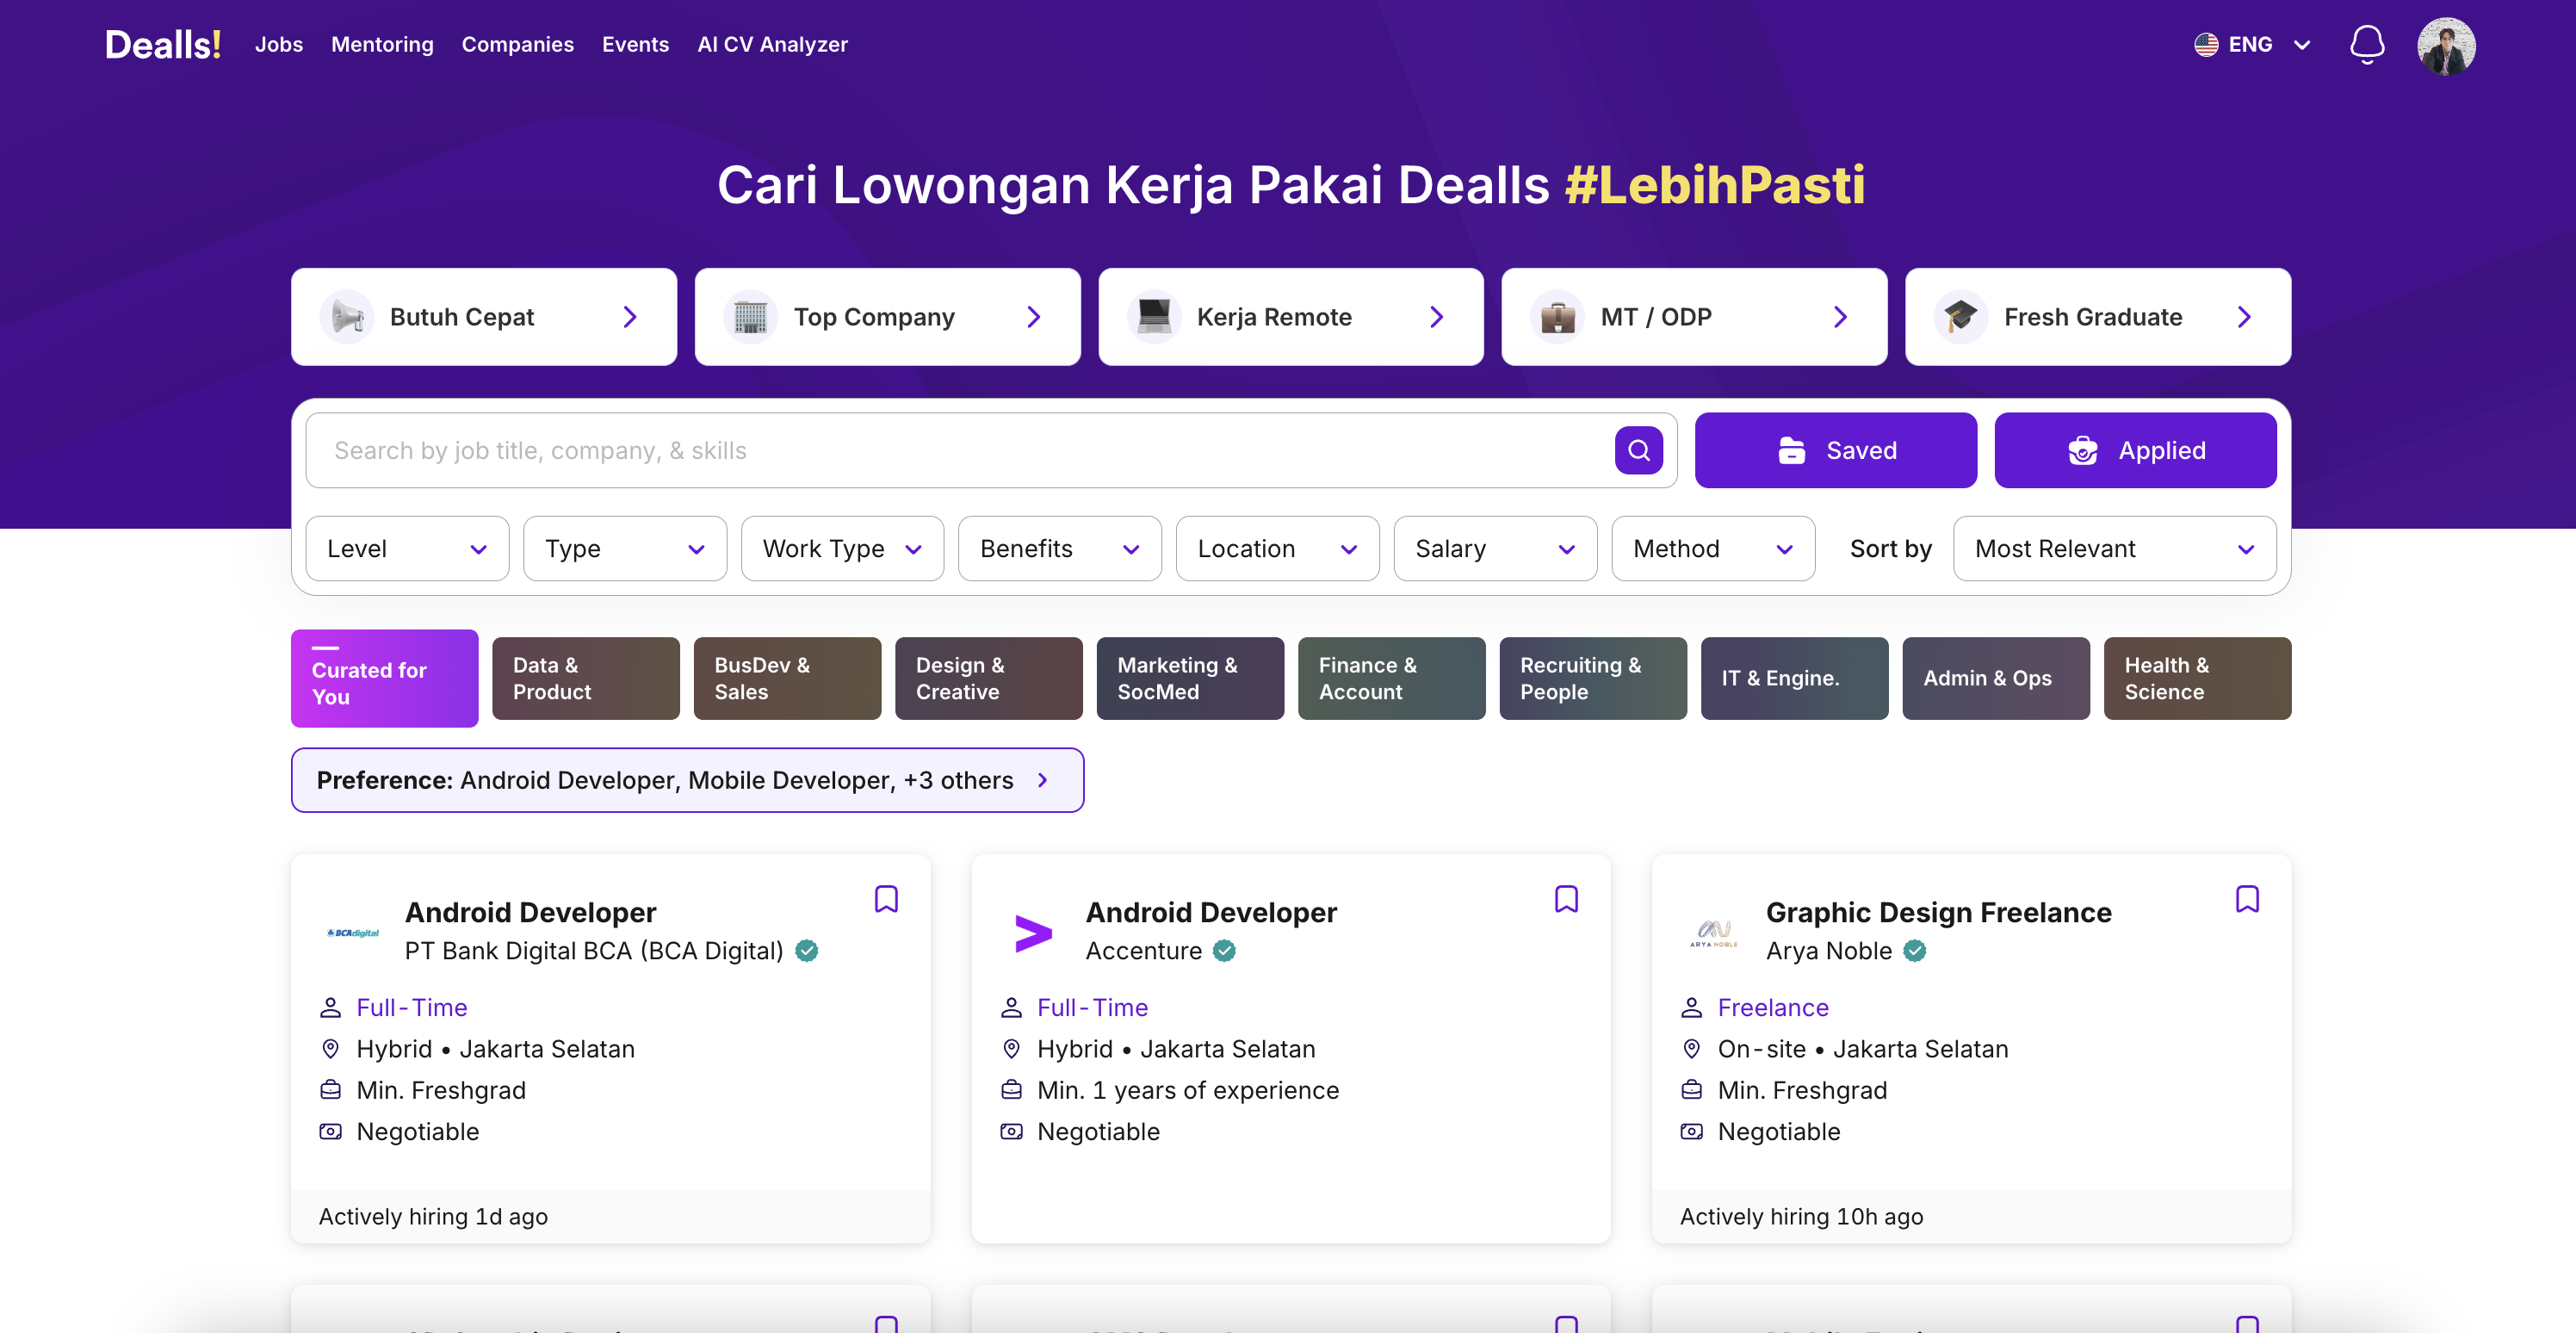 Dealls!
Jobs
Mentoring
Companies
Events
AI CV Analyzer
ENG
Cari Lowongan Kerja Pakai Dealls #LebihPasti
Butuh Cepat
Top Company
Kerja Remote
MT / ODP
Fresh Graduate
Search by job title, company, & skills
Saved
Applied
Level
Type
Work Type
Benefits
Location
Salary
Method
Sort by
Most Relevant
Curated for
You
Data &
Product
BusDev &
Sales
Design &
Creative
Marketing &
SocMed
Finance &
Account
Recruiting &
People
IT & Engine.
Admin & Ops
Health &
Science
Preference: Android Developer, Mobile Developer, +3 others
BCAdigital
Android Developer
PT Bank Digital BCA (BCA Digital)
Full-Time
Hybrid • Jakarta Selatan
Min. Freshgrad
Negotiable
Actively hiring 1d ago
Android Developer
Accenture
Full-Time
Hybrid • Jakarta Selatan
Min. 1 years of experience
Negotiable
ARYA NOBLE
Graphic Design Freelance
Arya Noble
Freelance
On-site • Jakarta Selatan
Min. Freshgrad
Negotiable
Actively hiring 10h ago